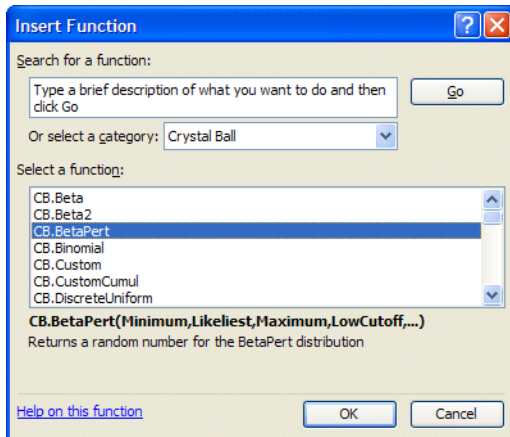 Insert Function
Search for a function:
Type a brief description of what you want to do and then
click Go
Go
Or select a category: Crystal Ball
Select a function:
CB.Beta
CB.Beta2
CB.BetaPert
CB.Binomial
CB.Custom
CB.CustomCumul
CB.DiscreteUniform
CB.BetaPert(Minimum,Likeliest,Maximum,LowCutoff,...)
Returns a random number for the BetaPert distribution
Help on this function
OK
Cancel